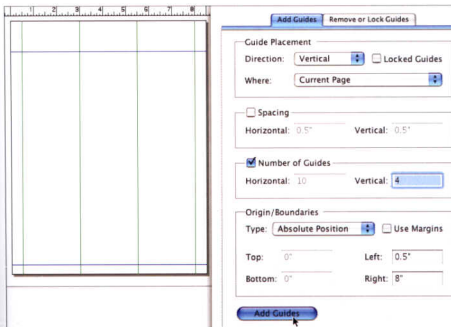 1 2 3 4 5 6 7 8
Add Guides Remove or Lock Guides
Guide Placement
Direction: Vertical Locked Guides
Where: Current Page
Spacing
Horizontal: 0.5" Vertical: 0.5"
Number of Guides
Horizontal: 10 Vertical: 4
Origin/Boundaries
Type: Absolute Position Use Margins
Top: 0" Left: 0.5"
Bottom: 0" Right: 8"
Add Guides